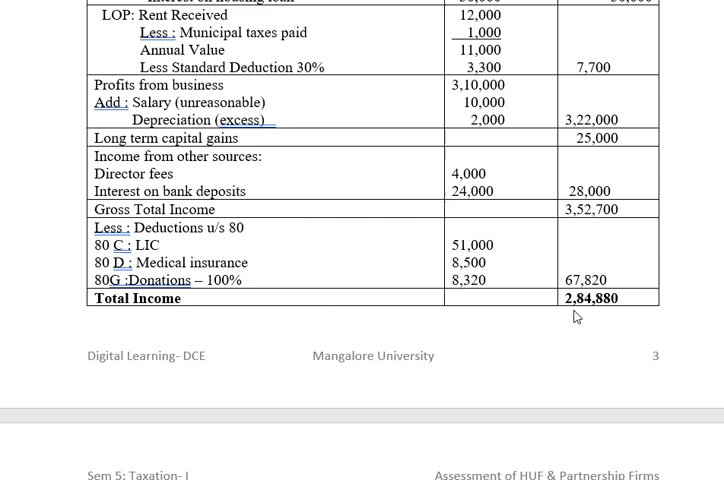 LOP: Rent Received 12,000
Less : Municipal taxes paid 1,000
Annual Value 11,000
Less Standard Deduction 30% 3,300 7,700
Profits from business 3,10,000
Add : Salary (unreasonable) 10,000
Depreciation (excess) 2,000 3,22,000
Long term capital gains 25,000
Income from other sources:
Director fees 4,000
Interest on bank deposits 24,000 28,000
Gross Total Income 3,52,700
Less : Deductions u/s 80
80 C : LIC 51,000
80 D : Medical insurance 8,500
80G :Donations – 100% 8,320 67,820
Total Income 2,84,880
Digital Learning- DCE Mangalore University 3
Sem 5: Taxation- I Assessment of HUF & Partnership Firms